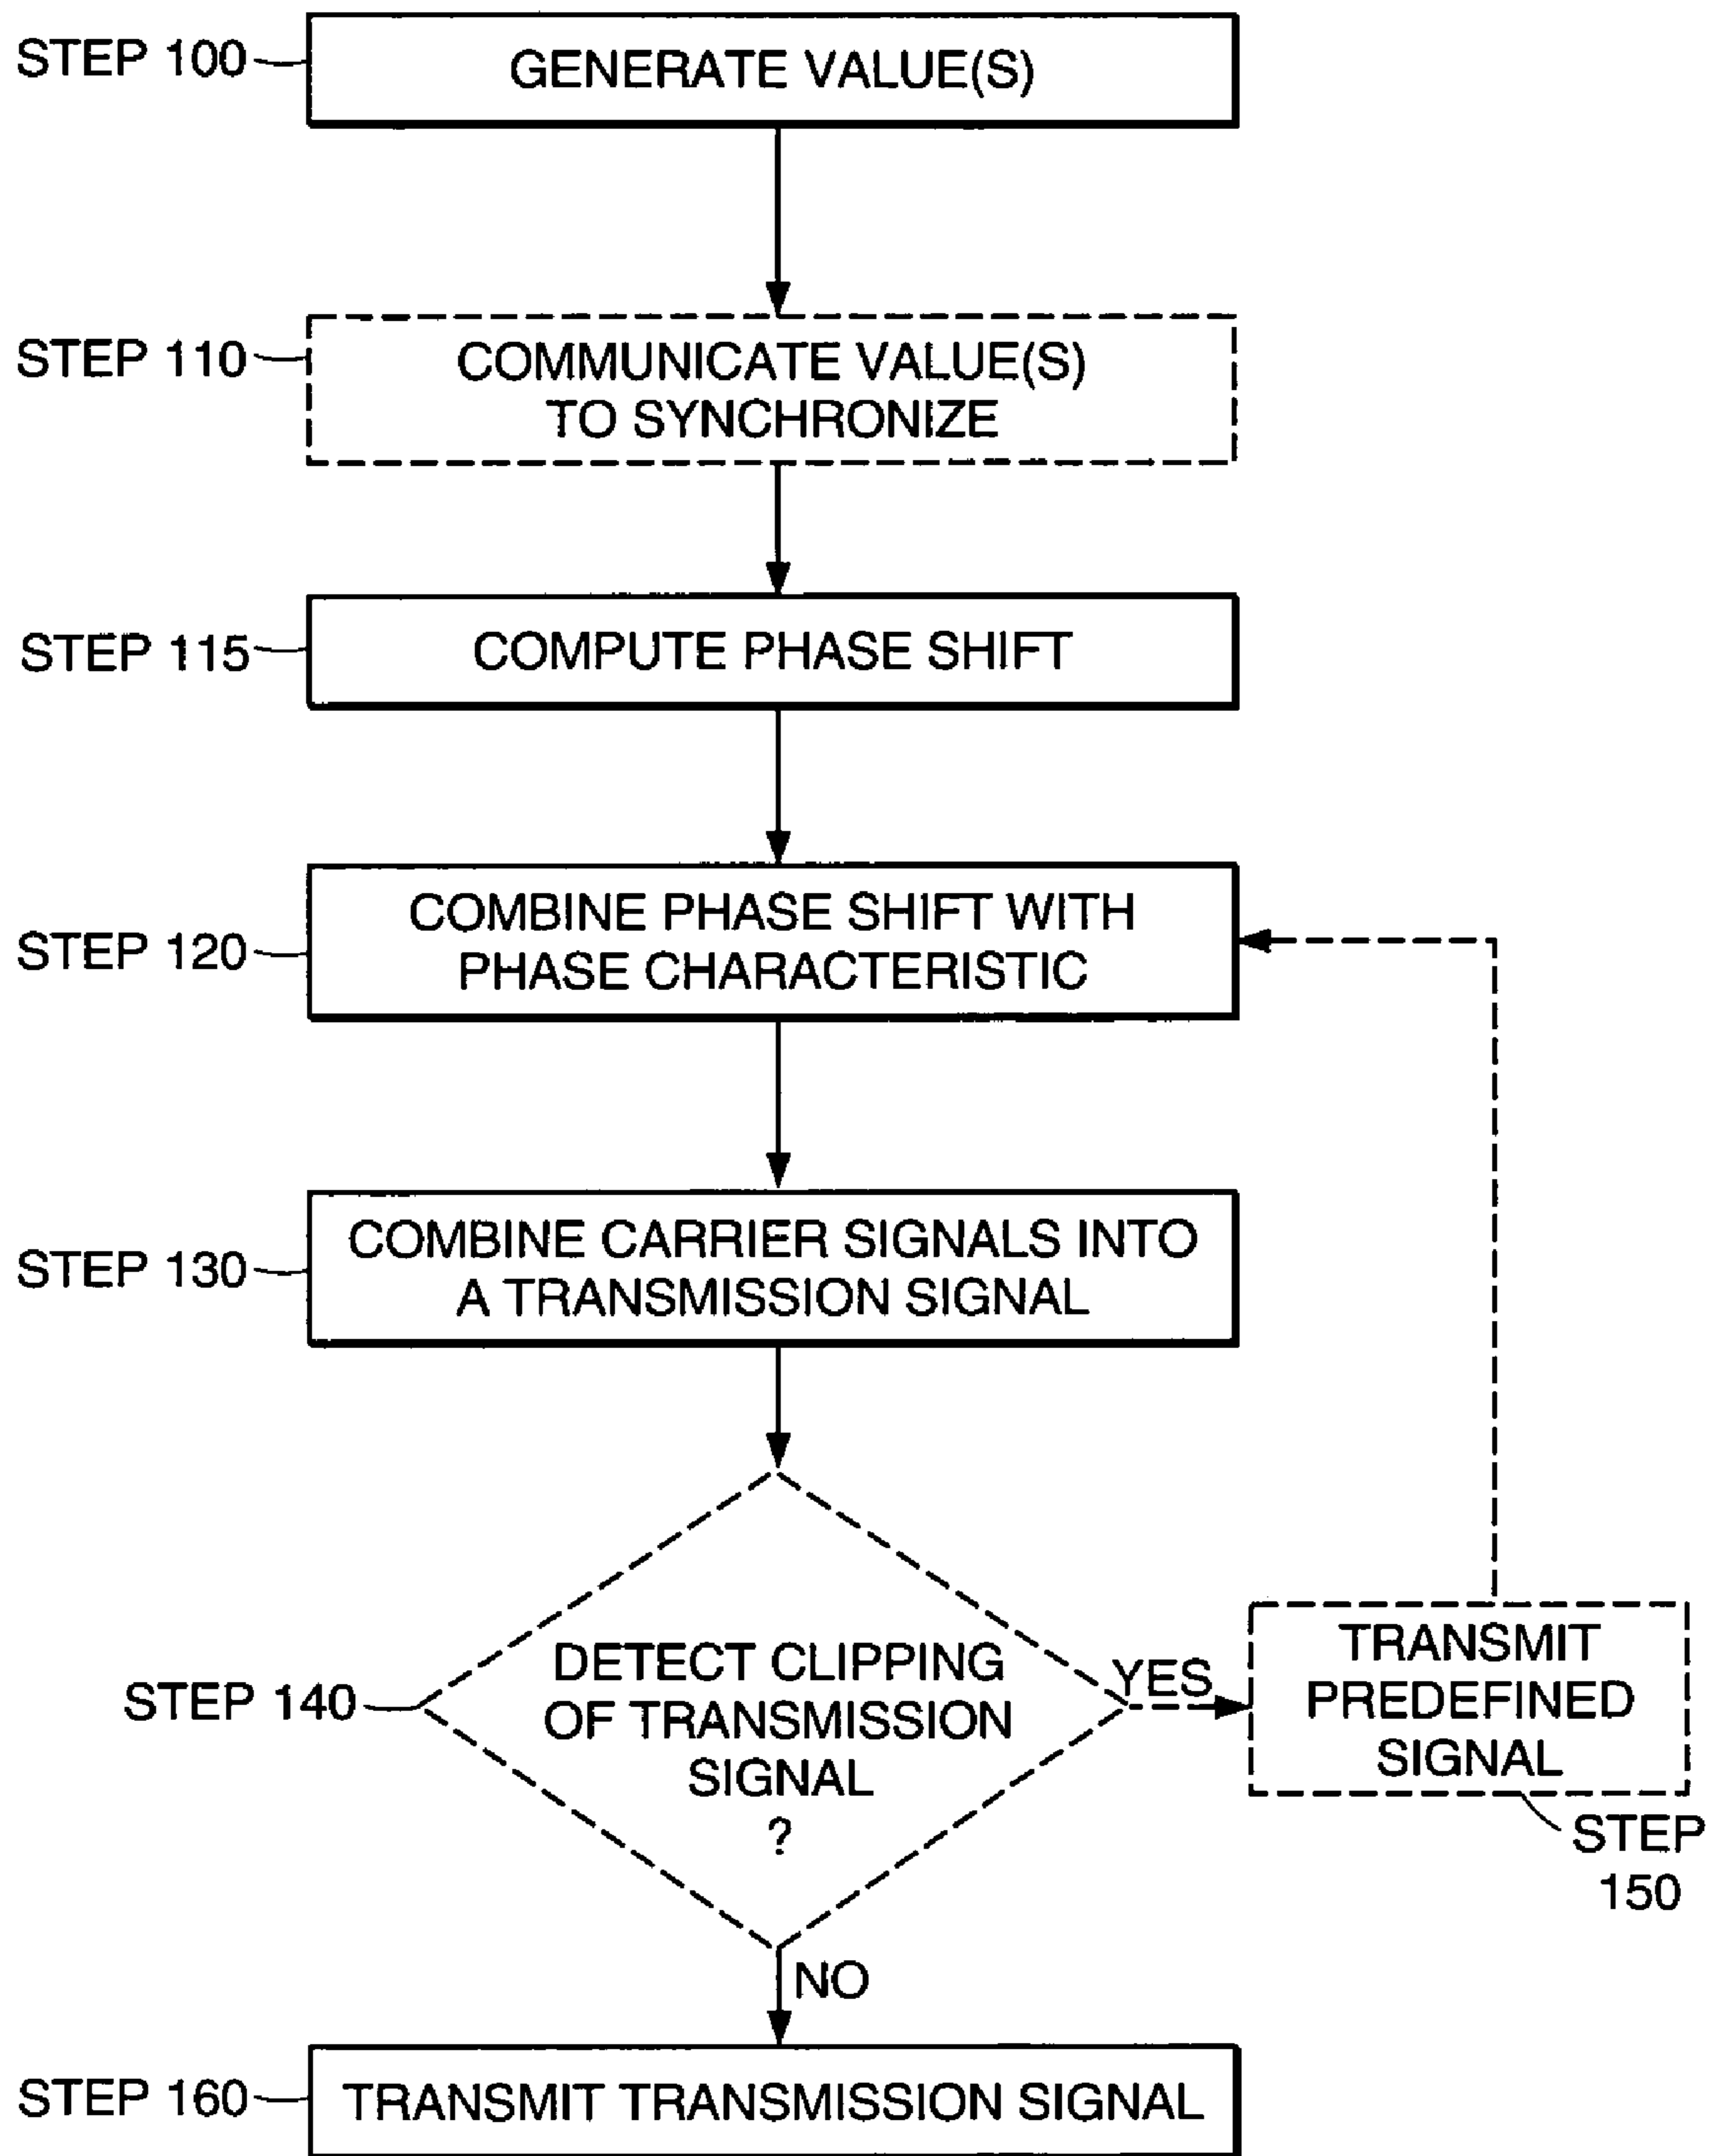 STEP 100
GENERATE VALUE(S)
STEP 110
COMMUNICATE VALUE(S)
TO SYNCHRONIZE
STEP 115
COMPUTE PHASE SHIFT
STEP 120
COMBINE PHASE SHIFT WITH
PHASE CHARACTERISTIC
STEP 130
COMBINE CARRIER SIGNALS INTO
A TRANSMISSION SIGNAL
STEP 140
DETECT CLIPPING
OF TRANSMISSION
SIGNAL
?
YES
TRANSMIT
PREDEFINED
SIGNAL
STEP
150
NO
STEP 160
TRANSMIT TRANSMISSION SIGNAL